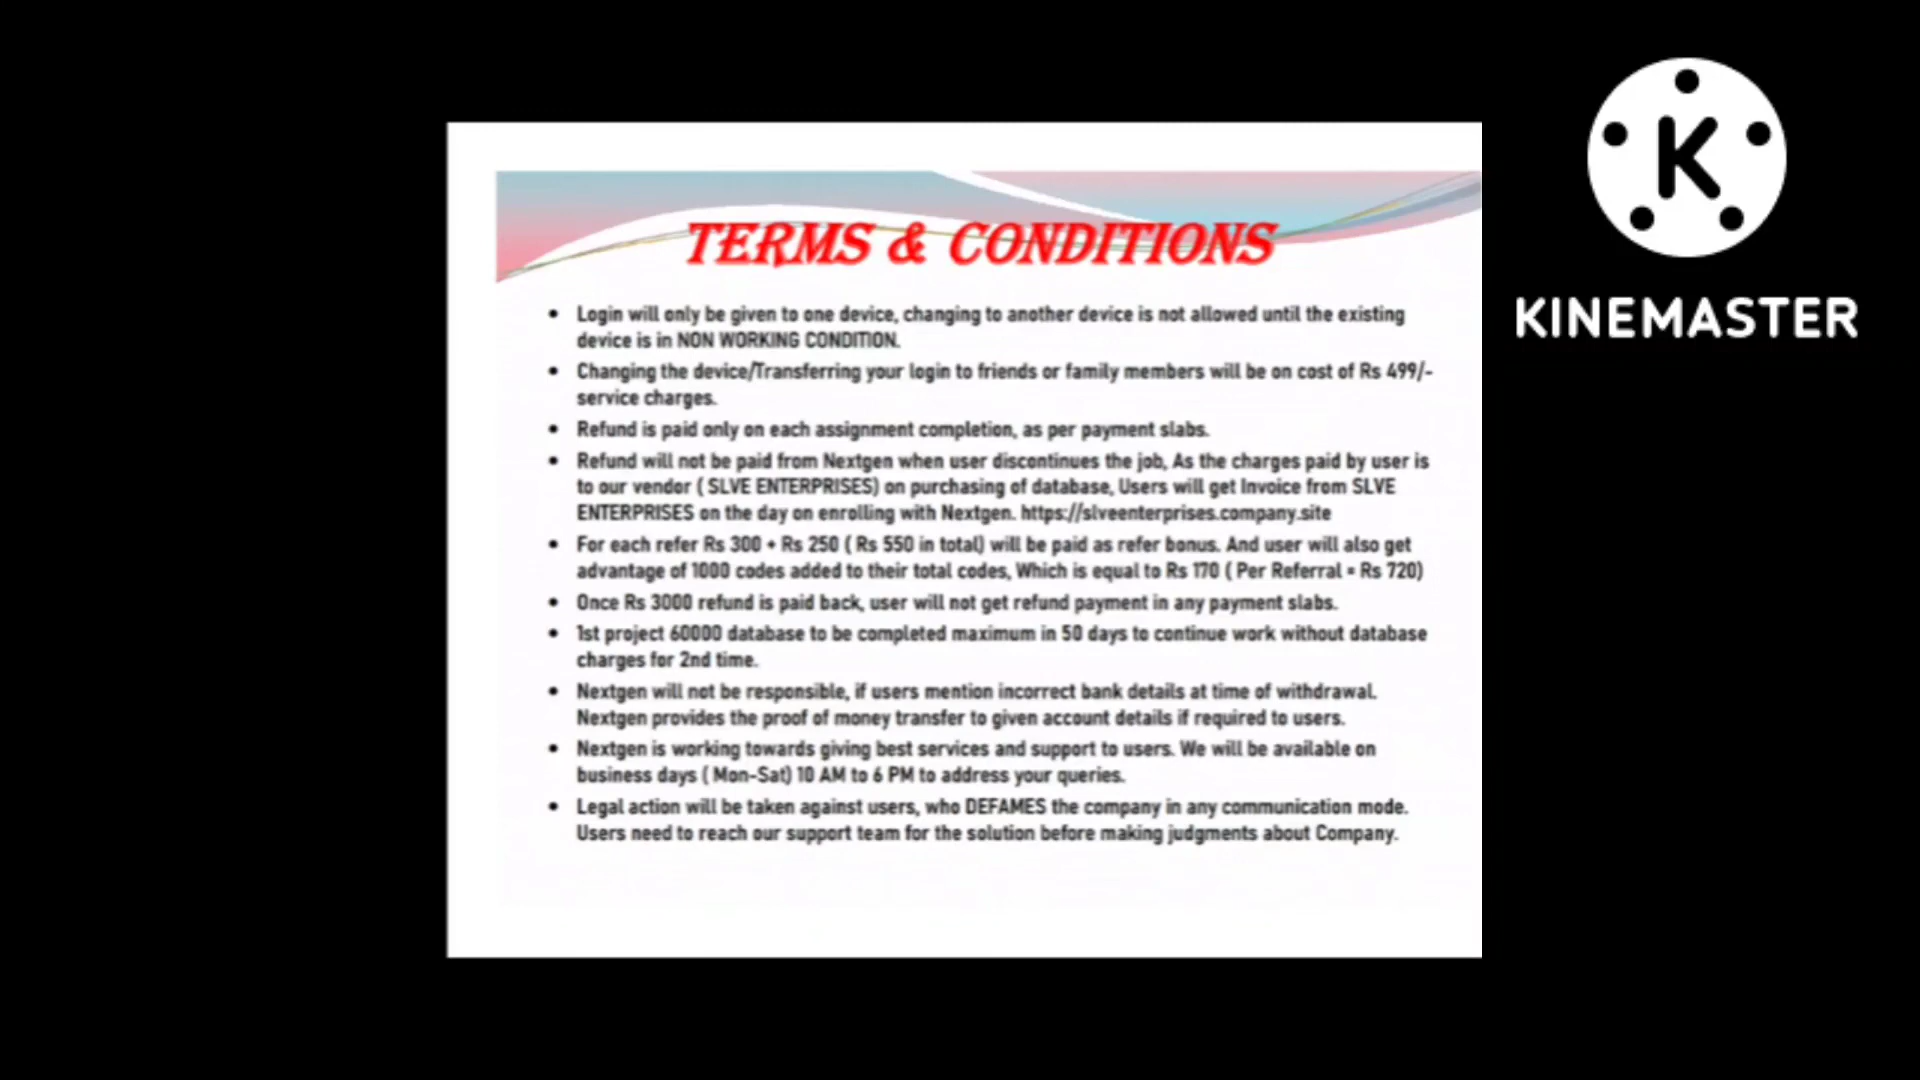 TERMS & CONDITIONS
• Login will only be given to one device, changing to another device is not allowed until the existing
device is in NON WORKING CONDITION.
• Changing the device/Transferring your login to friends or family members will be on cost of Rs 499/-
service charges.
• Refund is paid only on each assignment completion, as per payment slabs.
• Refund will not be paid from Nextgen when user discontinues the job, As the charges paid by user is
to our vendor ( SLVE ENTERPRISES) on purchasing of database, Users will get Invoice from SLVE
ENTERPRISES on the day on enrolling with Nextgen. https://slveenterprises.company.site
• For each refer Rs 300 + Rs 250 ( Rs 550 in total) will be paid as refer bonus. And user will also get
advantage of 1000 codes added to their total codes, Which is equal to Rs 170 ( Per Referral = Rs 720)
• Once Rs 3000 refund is paid back, user will not get refund payment in any payment slabs.
• 1st project 60000 database to be completed maximum in 50 days to continue work without database
charges for 2nd time.
• Nextgen will not be responsible, if users mention incorrect bank details at time of withdrawal.
Nextgen provides the proof of money transfer to given account details if required to users.
• Nextgen is working towards giving best services and support to users. We will be available on
business days ( Mon-Sat) 10 AM to 6 PM to address your queries.
• Legal action will be taken against users, who DEFAMES the company in any communication mode.
Users need to reach our support team for the solution before making judgments about Company.
K
KINEMASTER